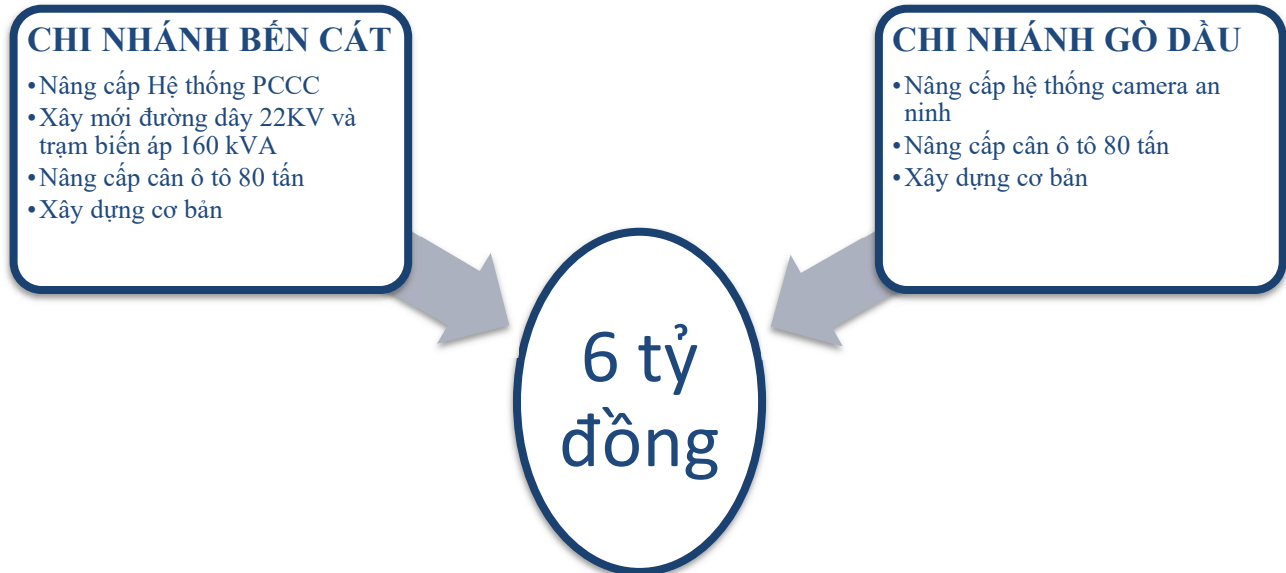 CHI NHÁNH BẾN CÁT
•Nâng cấp Hệ thống PCCC
•Xây mới đường dây 22KV và
trạm biến áp 160 kVA
•Nâng cấp cân ô tô 80 tấn
•Xây dựng cơ bản
CHI NHÁNH GÒ DẦU
•Nâng cấp hệ thống camera an
ninh
•Nâng cấp cân ô tô 80 tấn
•Xây dựng cơ bản
6 tỷ
đồng